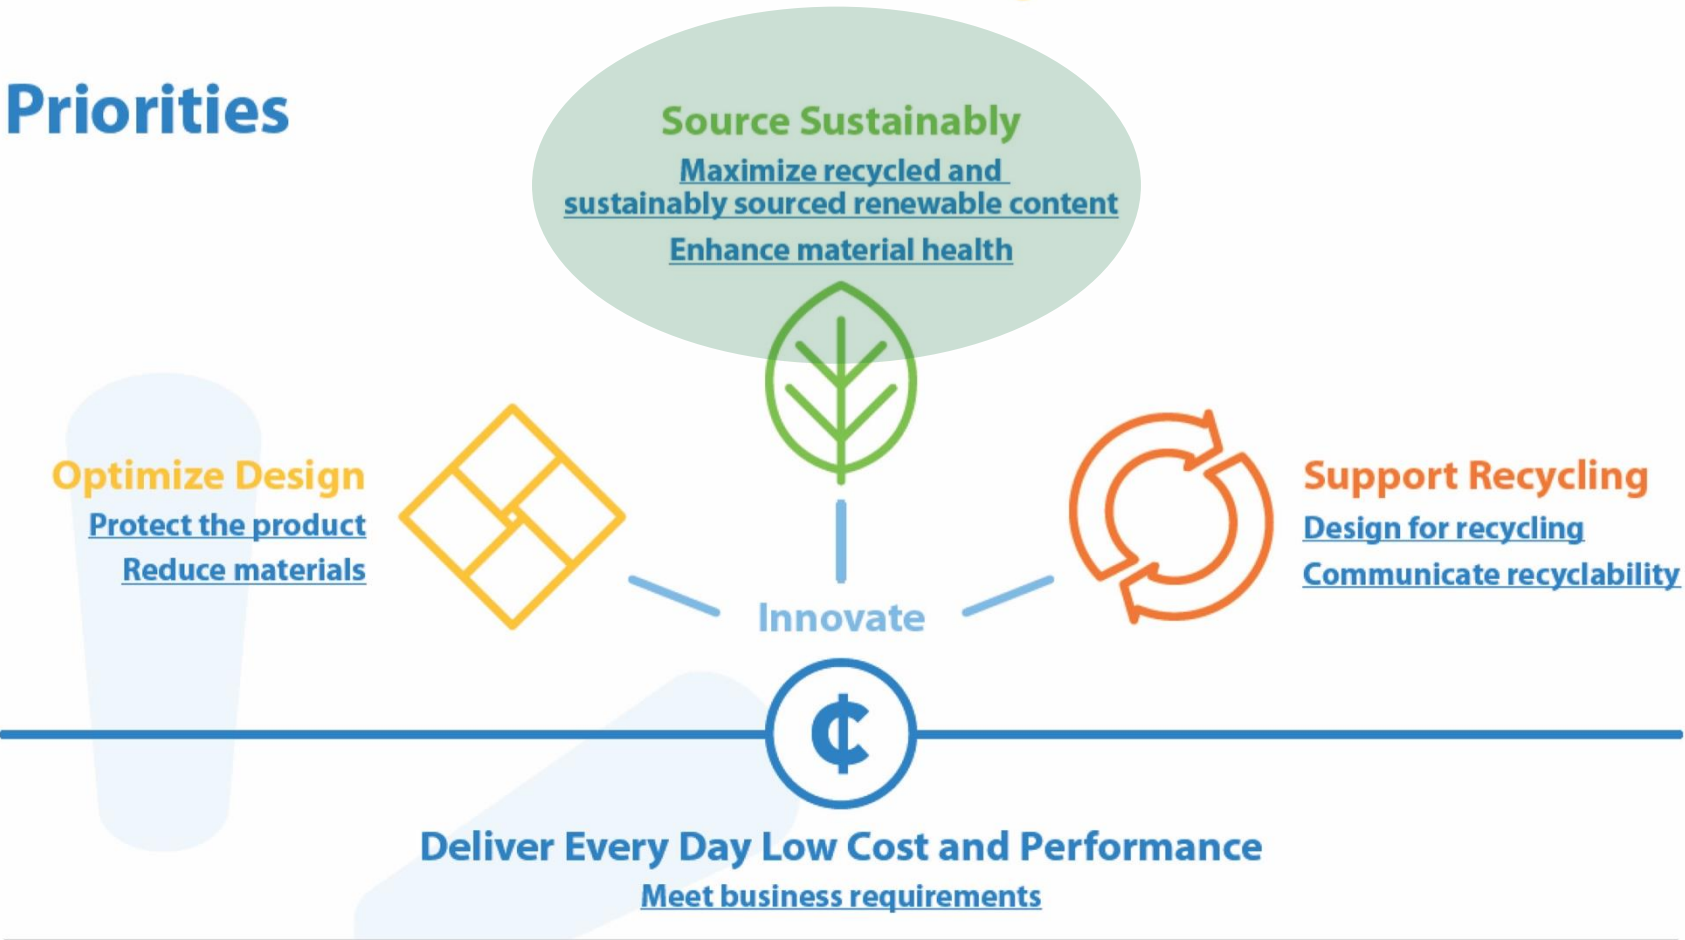 Priorities
Source Sustainably
Maximize recycled and
sustainably sourced renewable content
Enhance material health
Optimize Design
Protect the product
Reduce materials
Support Recycling
Design for recycling
Communicate recyclability
Innovate
¢
Deliver Every Day Low Cost and Performance
Meet business requirements